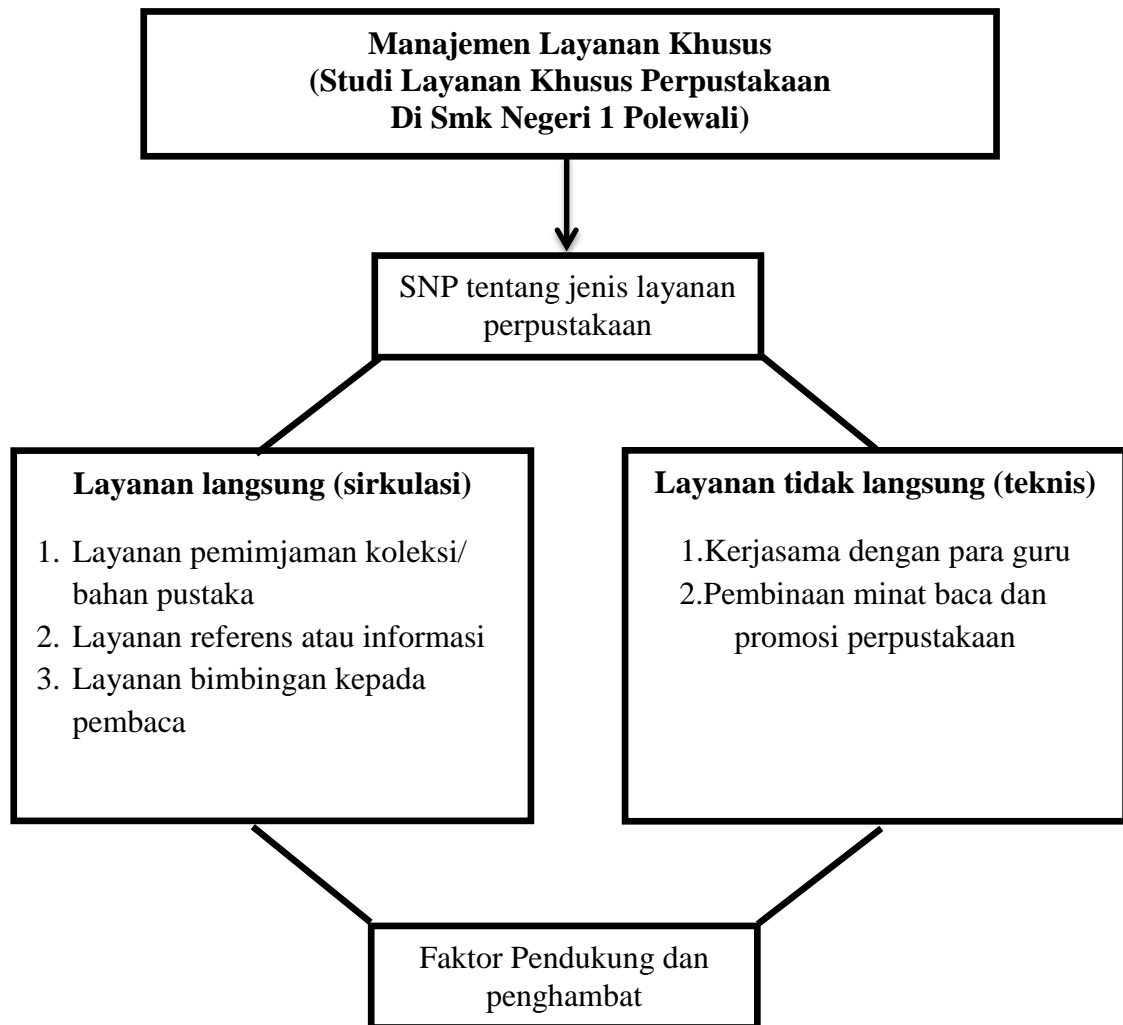 Manajemen Layanan Khusus
(Studi Layanan Khusus Perpustakaan
Di Smk Negeri 1 Polewali)
SNP tentang jenis layanan
perpustakaan
Layanan langsung (sirkulasi)
1. Layanan pemimjaman koleksi/
bahan pustaka
2. Layanan referens atau informasi
3. Layanan bimbingan kepada
pembaca
Layanan tidak langsung (teknis)
1.Kerjasama dengan para guru
2.Pembinaan minat baca dan
promosi perpustakaan
Faktor Pendukung dan
penghambat